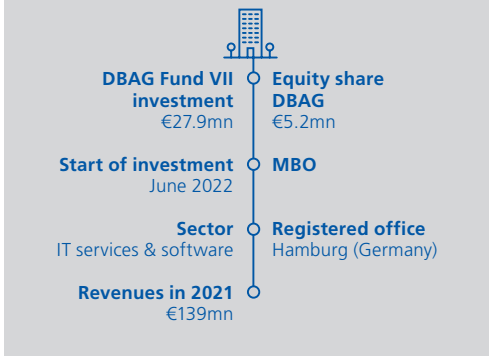 DBAG Fund VII
investment
€27.9mn
Equity share
DBAG
€5.2mn
Start of investment
June 2022
MBO
Sector
IT services & software
Registered office
Hamburg (Germany)
Revenues in 2021
€139mn